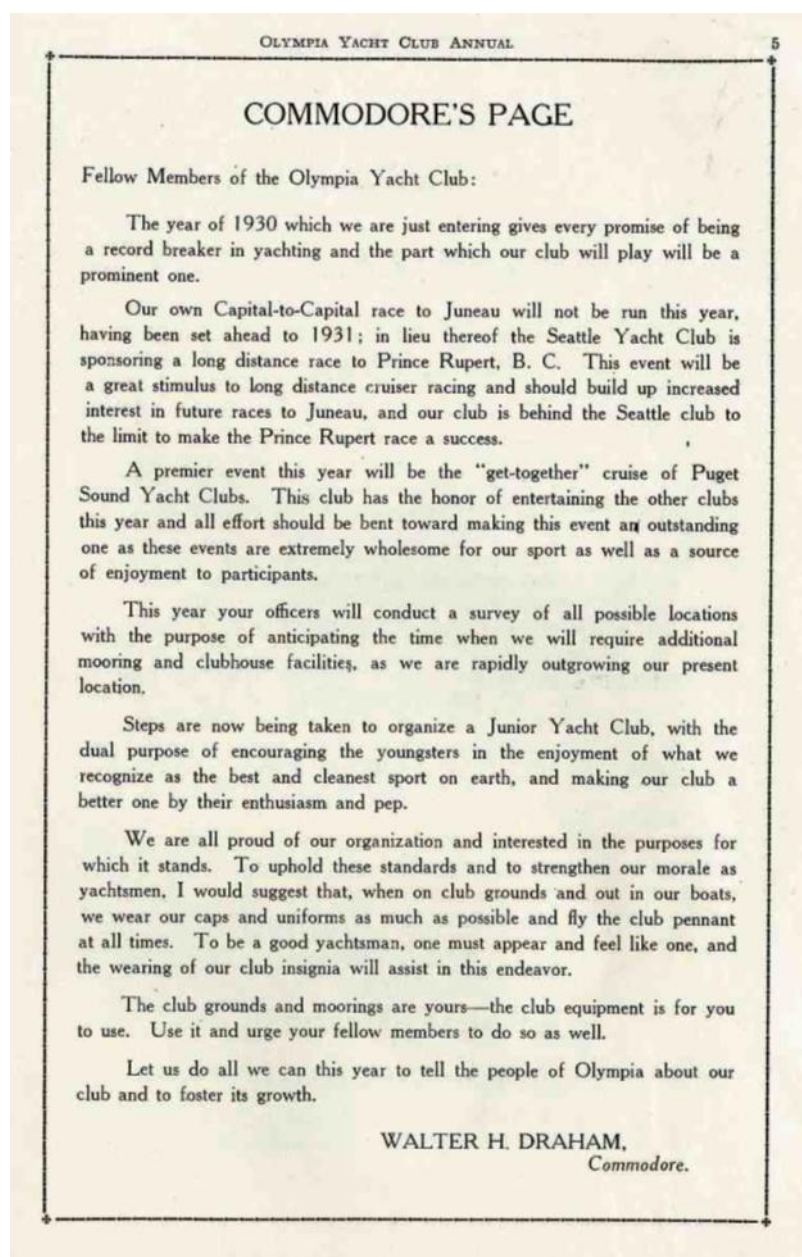 OLYMPIA YACHT CLUB ANNUAL 5
COMMODORE'S PAGE
Fellow Members of the Olympia Yacht Club:
The year of 1930 which we are just entering gives every promise of being
a record breaker in yachting and the part which our club will play will be a
prominent one.
Our own Capital-to-Capital race to Juneau will not be run this year,
having been set ahead to 1931; in lieu thereof the Seattle Yacht Club is
sponsoring a long distance race to Prince Rupert, B. C. This event will be
a great stimulus to long distance cruiser racing and should build up increased
interest in future races to Juneau, and our club is behind the Seattle club to
the limit to make the Prince Rupert race a success.
A premier event this year will be the "get-together" cruise of Puget
Sound Yacht Clubs. This club has the honor of entertaining the other clubs
this year and all effort should be bent toward making this event an outstanding
one as these events are extremely wholesome for our sport as well as a source
of enjoyment to participants.
This year your officers will conduct a survey of all possible locations
with the purpose of anticipating the time when we will require additional
mooring and clubhouse facilities, as we are rapidly outgrowing our present
location.
Steps are now being taken to organize a Junior Yacht Club, with the
dual purpose of encouraging the youngsters in the enjoyment of what we
recognize as the best and cleanest sport on earth, and making our club a
better one by their enthusiasm and pep.
We are all proud of our organization and interested in the purposes for
which it stands. To uphold these standards and to strengthen our morale as
yachtsmen, I would suggest that, when on club grounds and out in our boats,
we wear our caps and uniforms as much as possible and fly the club pennant
at all times. To be a good yachtsman, one must appear and feel like one, and
the wearing of our club insignia will assist in this endeavor.
The club grounds and moorings are yours—the club equipment is for you
to use. Use it and urge your fellow members to do so as well.
Let us do all we can this year to tell the people of Olympia about our
club and to foster its growth.
WALTER H. DRAHAM,
Commodore.